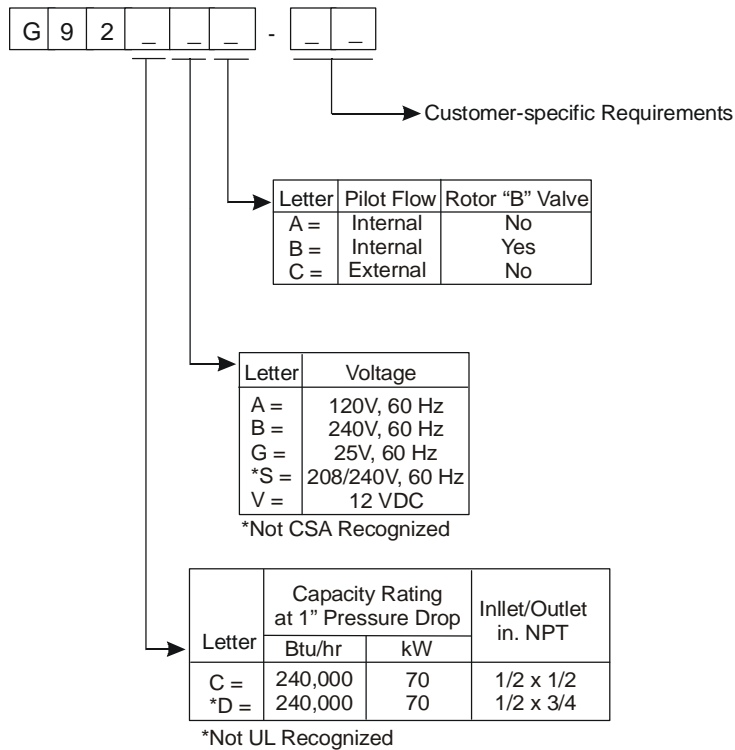 G 9 2 _ _ _ - _ _
Customer-specific Requirements
Letter Pilot Flow Rotor “B” Valve
A = Internal No
B = Internal Yes
C = External No
Letter Voltage
A = 120V, 60 Hz
B = 240V, 60 Hz
G = 25V, 60 Hz
*S = 208/240V, 60 Hz
V = 12 VDC
*Not CSA Recognized
Letter Capacity Rating at 1” Pressure Drop Inllet/Outlet in. NPT
Btu/hr kW
C = 240,000 70 1/2 x 1/2
*D = 240,000 70 1/2 x 3/4
*Not UL Recognized